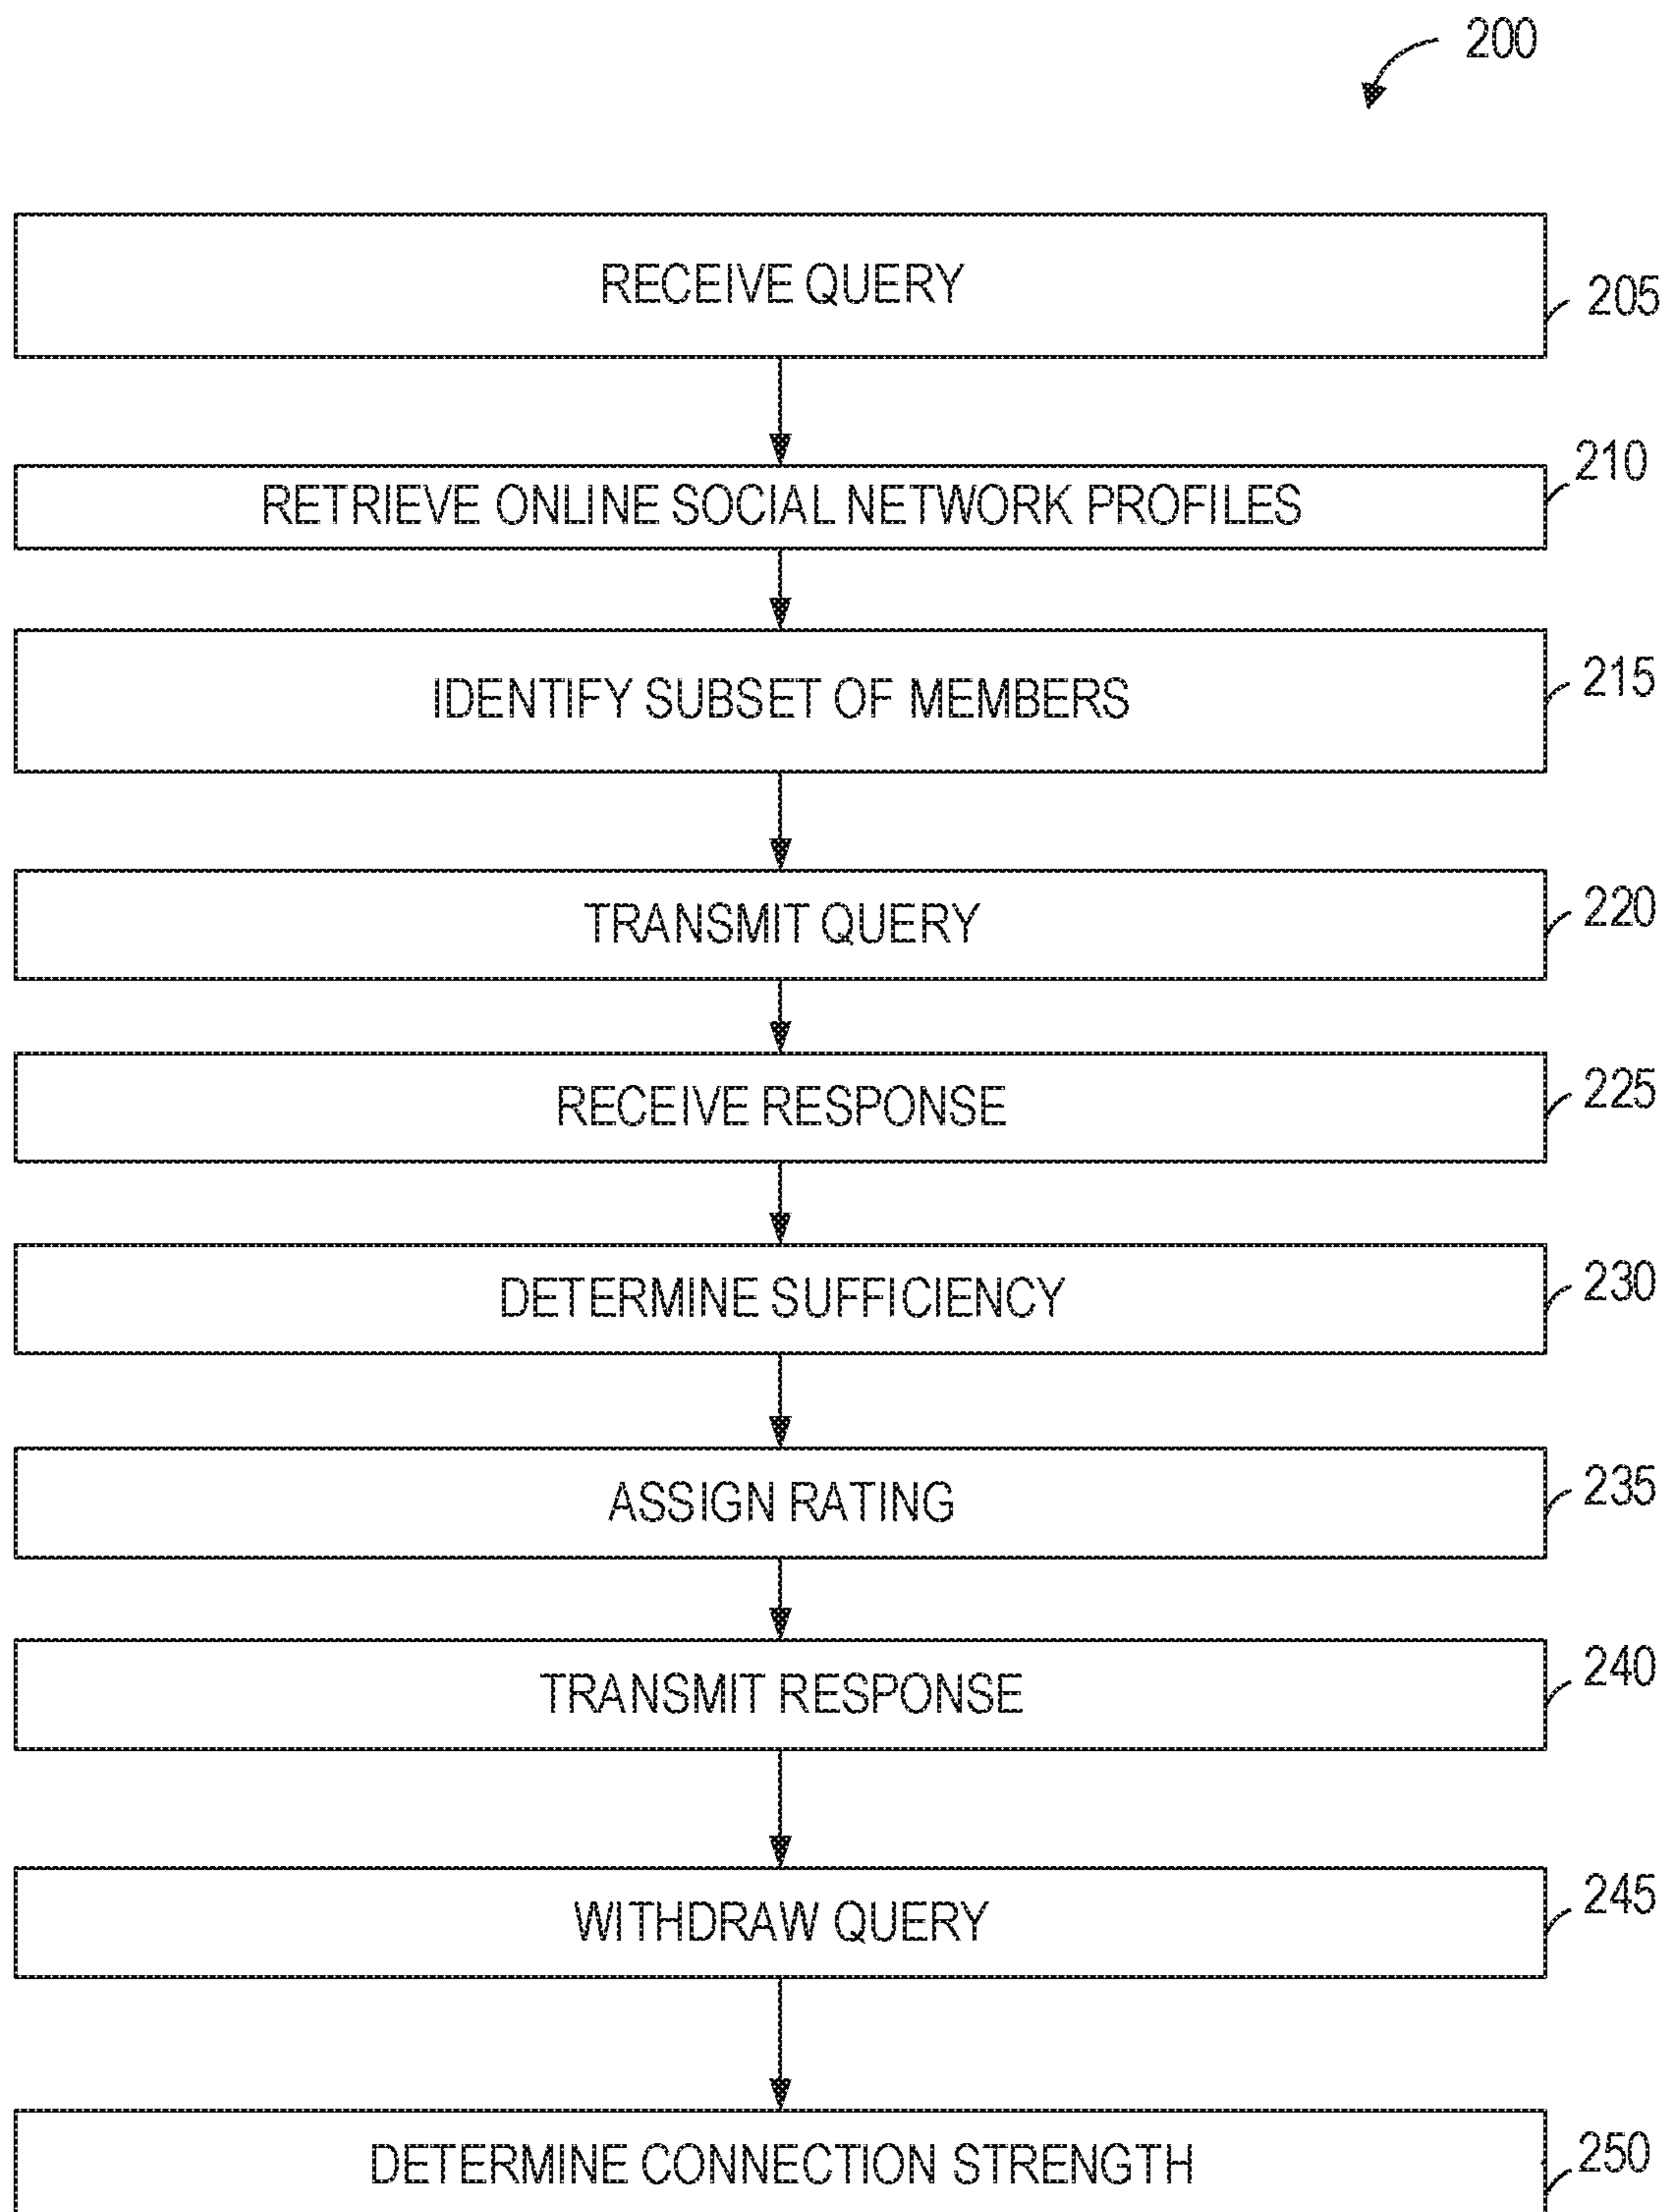 200
RECEIVE QUERY
205
RETRIEVE ONLINE SOCIAL NETWORK PROFILES
210
IDENTIFY SUBSET OF MEMBERS
215
TRANSMIT QUERY
220
RECEIVE RESPONSE
225
DETERMINE SUFFICIENCY
230
ASSIGN RATING
235
TRANSMIT RESPONSE
240
WITHDRAW QUERY
245
DETERMINE CONNECTION STRENGTH
250